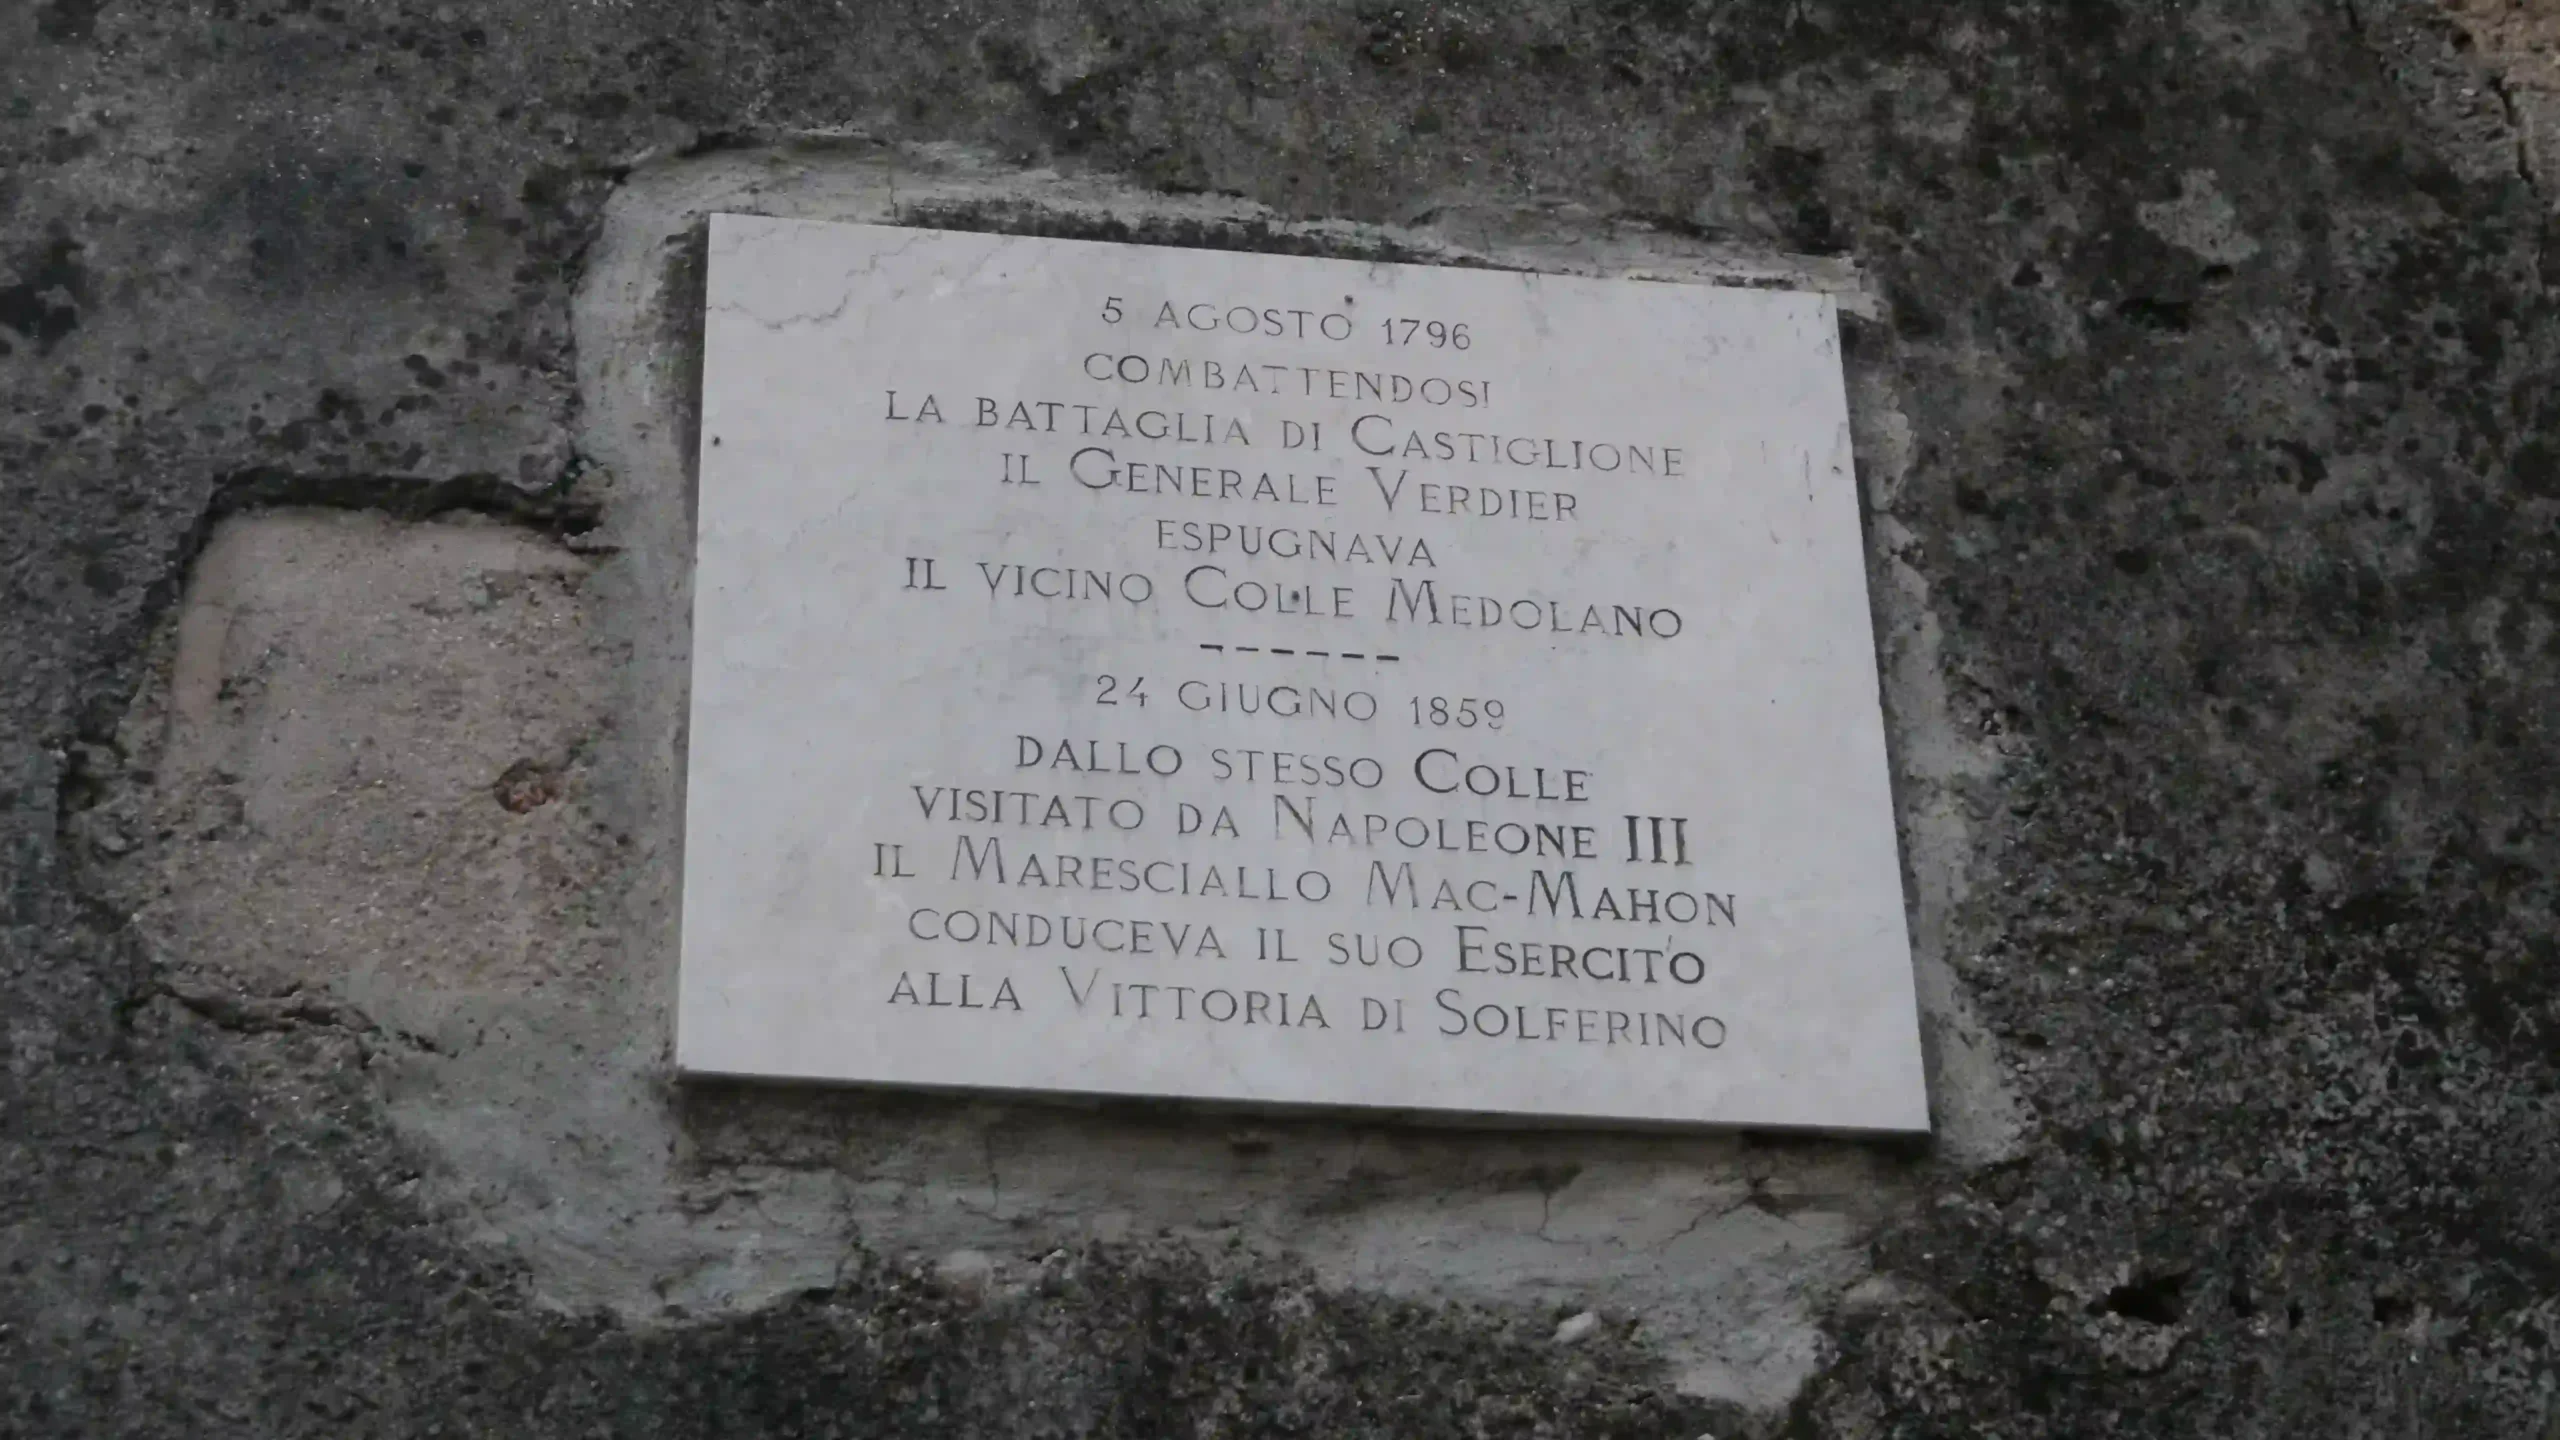 5 AGOSTO 1796
COMBATTENDOSI
LA BATTAGLIA DI CASTIGLIONE
IL GENERALE VERDIER
ESPUGNAVA
IL VICINO COLLE MEDOLANO
------
24 GIUGNO 1859
DALLO STESSO COLLE
VISITATO DA NAPOLEONE III
IL MARESCIALLO MAC-MAHON
CONDUCEVA IL SUO ESERCITO
ALLA VITTORIA DI SOLFERINO